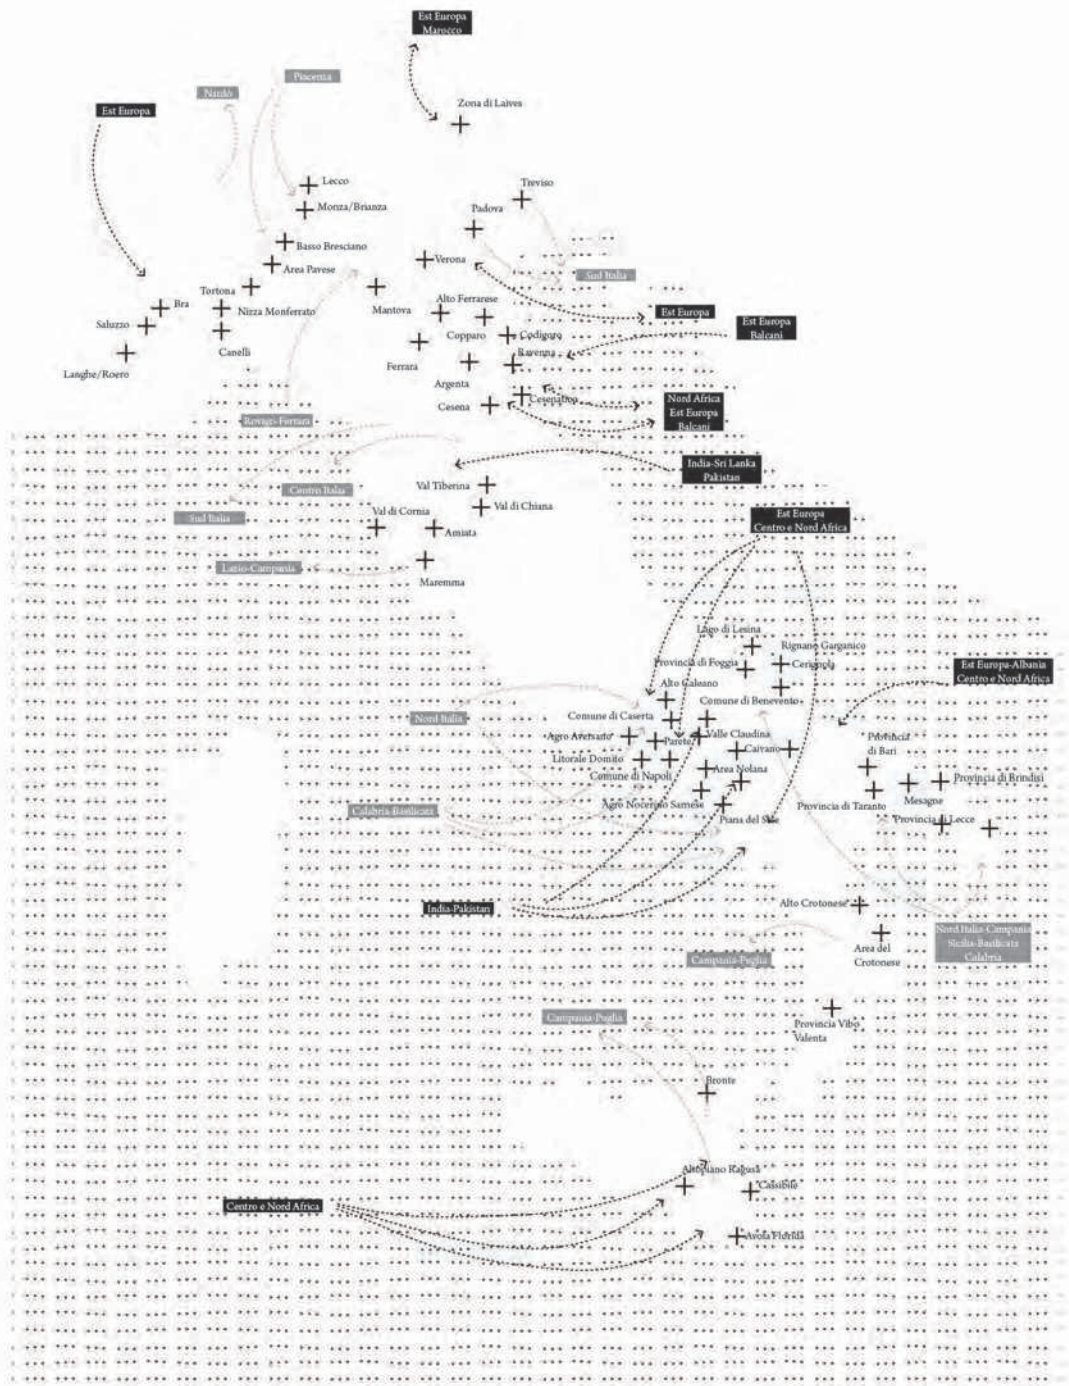 Est Europa
Marocco
Piacenza
Nardò
Est Europa
Zona di Laives
Lecco
Treviso
Monza/Brianza
Padova
Basso Bresciano
Verona
Area Pavese
Sud Italia
Tortona
Mantova
Alto Ferrarese
Bra
Nizza Monferrato
Est Europa
Est Europa
Balcani
Saluzzo
Copparo
Codigoro
Canelli
Ravenna
Langhe/Roero
Ferrara
Argenta
Cesenatico
Cesena
Nord Africa
Est Europa
Balcani
Rovigo-Ferrara
India-Sri Lanka
Pakistan
Centro Italia
Val Tiberina
Val di Chiana
Sud Italia
Val di Cornia
Amiata
Est Europa
Centro e Nord Africa
Lazio-Campania
Maremma
Lago di Lesina
Rignano Garganico
Provincia di Foggia
Cerignola
Est Europa-Albania
Centro e Nord Africa
Alto Caleano
Comune di Benevento
Nord Italia
Comune di Caserta
Agro Aversano
Parete
Valle Claudina
Caivano
Provincia
di Bari
Litorale Domito
Area Nolana
Comune di Napoli
Provincia di Brindisi
Mesagne
Agro Nocerino Sarnese
Provincia di Taranto
Calabria-Basilicata
Piana del Sele
Provincia di Lecce
India-Pakistan
Alto Crotonese
Nord Italia-Campania
Sicilia-Basilicata
Calabria
Area del
Crotonese
Campania-Puglia
Provincia Vibo
Valenta
Campania-Puglia
Bronte
Altopiano Ragusa
Cassibile
Centro e Nord Africa
Avola Florida